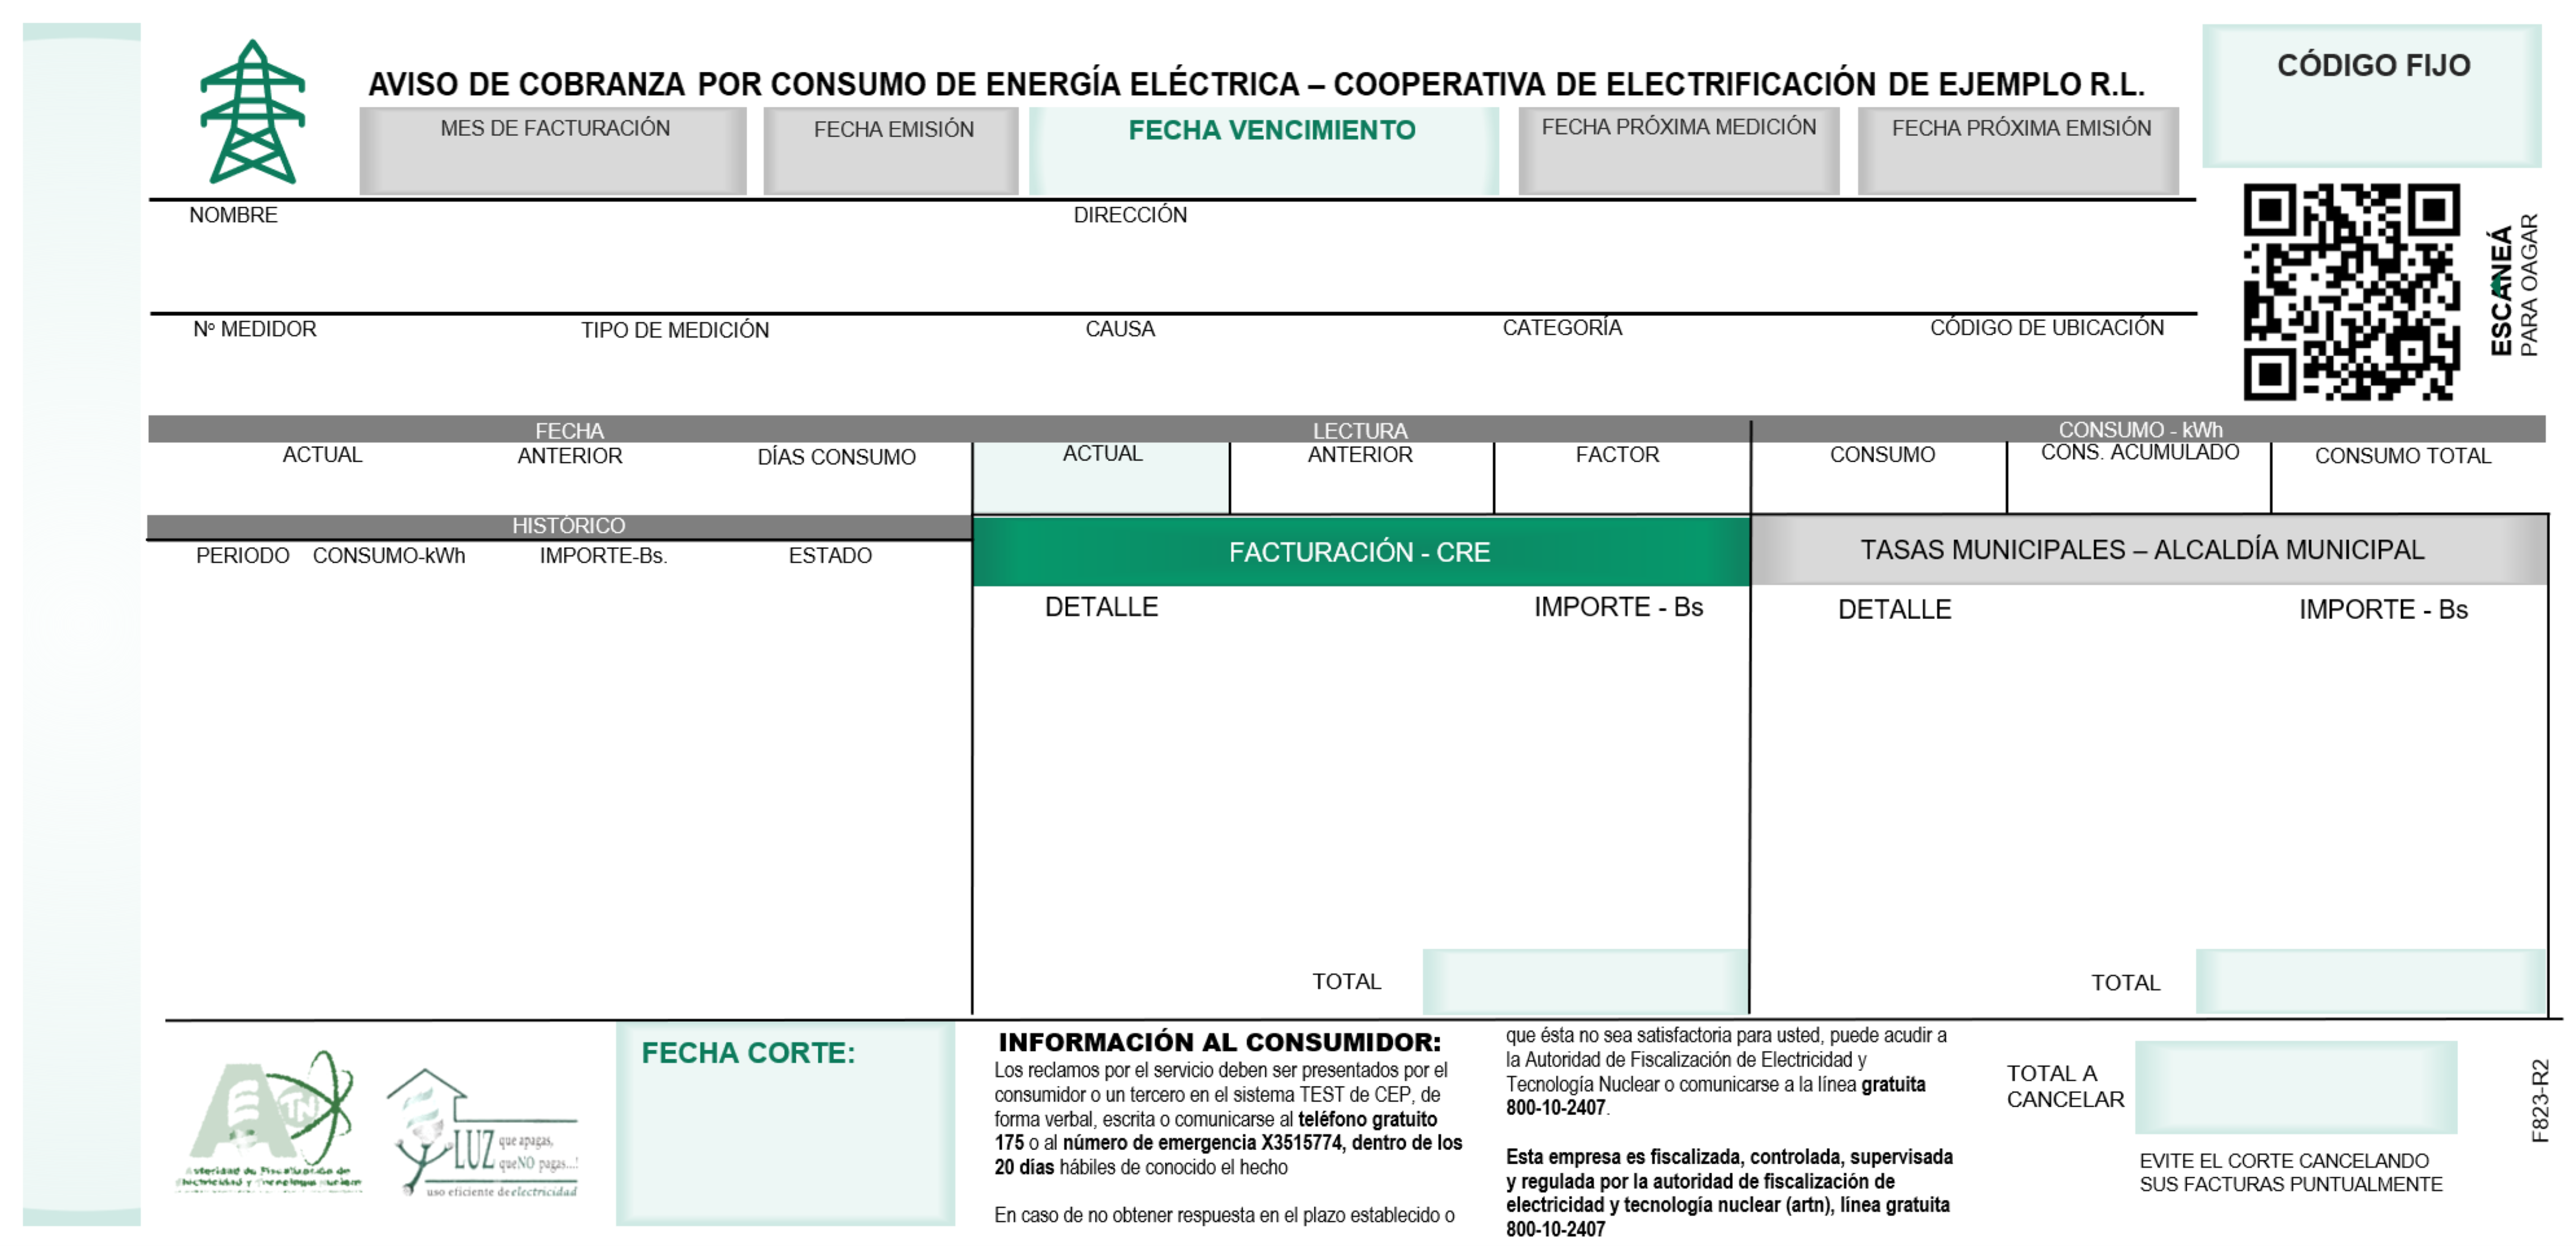 AVISO DE COBRANZA POR CONSUMO DE ENERGÍA ELÉCTRICA – COOPERATIVA DE ELECTRIFICACIÓN DE EJEMPLO R.L.
CÓDIGO FIJO
MES DE FACTURACIÓN
FECHA EMISIÓN
FECHA VENCIMIENTO
FECHA PRÓXIMA MEDICIÓN
FECHA PRÓXIMA EMISIÓN
NOMBRE
DIRECCIÓN
ESCANEÁ
PARA OAGAR
Nº MEDIDOR
TIPO DE MEDICIÓN
CAUSA
CATEGORÍA
CÓDIGO DE UBICACIÓN
FECHA
LECTURA
CONSUMO - kWh
ACTUAL
ANTERIOR
DÍAS CONSUMO
ACTUAL
ANTERIOR
FACTOR
CONSUMO
CONS. ACUMULADO
CONSUMO TOTAL
HISTÓRICO
PERIODO
CONSUMO-kWh
IMPORTE-Bs.
ESTADO
FACTURACIÓN - CRE
DETALLE
IMPORTE - Bs
TOTAL
TASAS MUNICIPALES – ALCALDÍA MUNICIPAL
DETALLE
IMPORTE - Bs
TOTAL
AETN
LUZ que apagas,
queNO pagas...!
uso eficiente de electricidad
FECHA CORTE:
INFORMACIÓN AL CONSUMIDOR:
Los reclamos por el servicio deben ser presentados por el
consumidor o un tercero en el sistema TEST de CEP, de
forma verbal, escrita o comunicarse al teléfono gratuito
175 o al número de emergencia X3515774, dentro de los
20 días hábiles de conocido el hecho
En caso de no obtener respuesta en el plazo establecido o
que ésta no sea satisfactoria para usted, puede acudir a
la Autoridad de Fiscalización de Electricidad y
Tecnología Nuclear o comunicarse a la línea gratuita
800-10-2407.
Esta empresa es fiscalizada, controlada, supervisada
y regulada por la autoridad de fiscalización de
electricidad y tecnología nuclear (artn), línea gratuita
800-10-2407
TOTAL A
CANCELAR
EVITE EL CORTE CANCELANDO
SUS FACTURAS PUNTUALMENTE
F823-R2